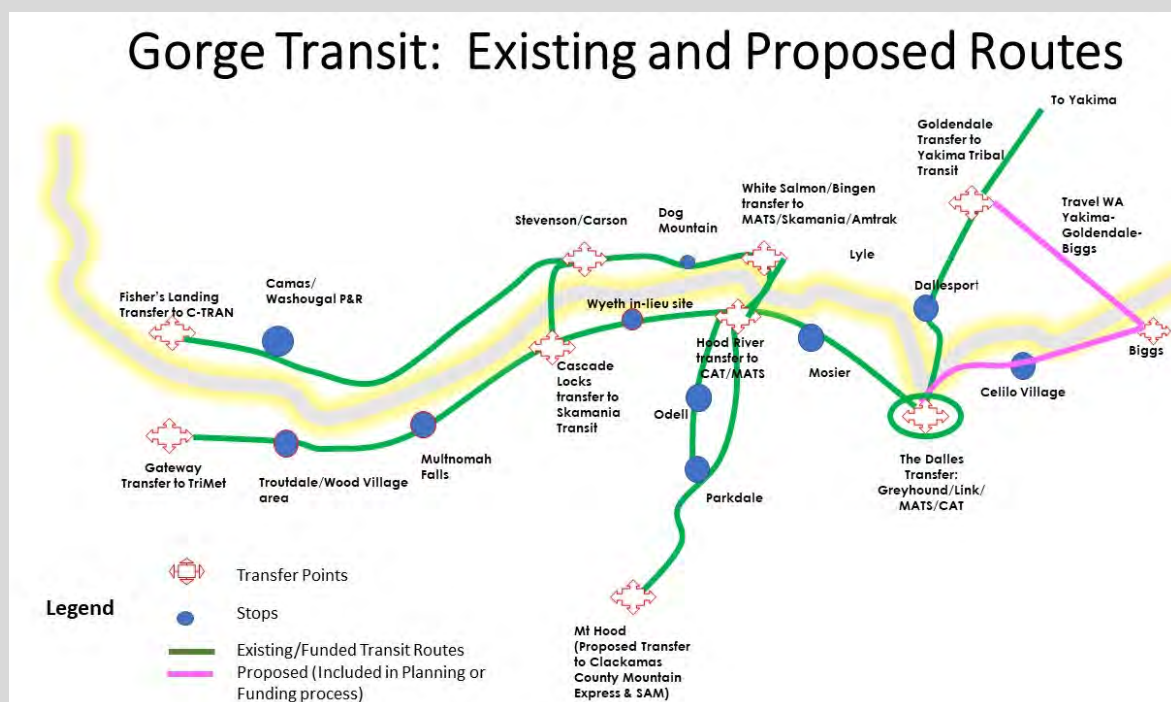 Gorge Transit:  Existing and Proposed Routes
To Yakima
Goldendale
Transfer to
Yakima Tribal
Transit
White Salmon/Bingen
transfer to
MATS/Skamania/Amtrak
Travel WA
Yakima-
Goldendale-
Biggs
Stevenson/Carson
Dog
Mountain
Lyle
Camas/
Washougal P&R
Fisher's Landing
Transfer to C-TRAN
Wyeth in-lieu site
Dallesport
Hood River
transfer to
CAT/MATS
Biggs
Cascade
Locks
transfer to
Skamania
Transit
Mosier
Celilo Village
Odell
Gateway
Transfer to TriMet
Troutdale/Wood Village
area
Multnomah
Falls
The Dalles
Transfer:
Greyhound/Link/
MATS/CAT
Parkdale
Mt Hood
(Proposed Transfer
to Clackamas
County Mountain
Express & SAM)
Legend
Transfer Points
Stops
Existing/Funded Transit Routes
Proposed (Included in Planning or
Funding process)